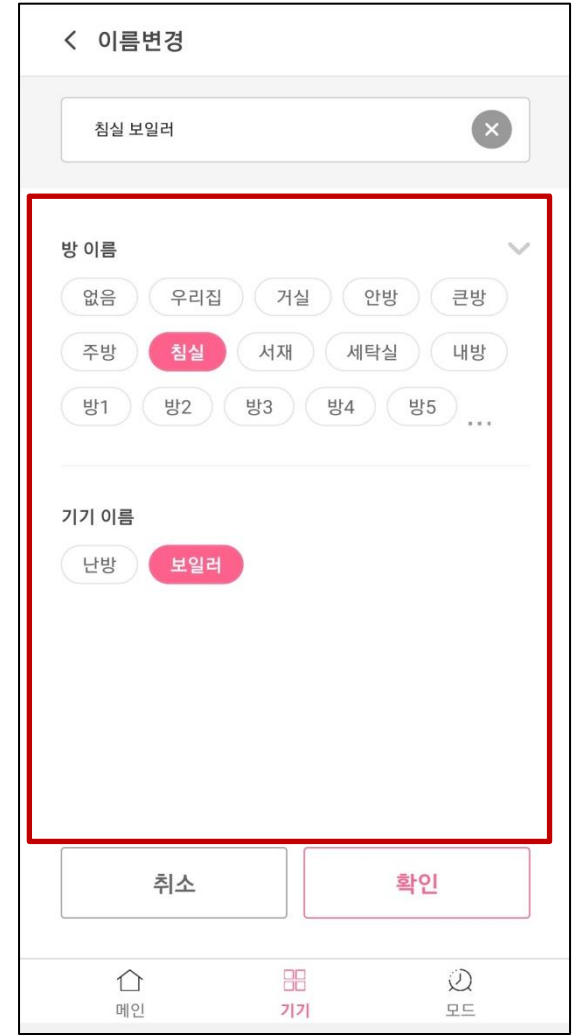 이름변경
침실 보일러
방 이름
없음 우리집 거실 안방 큰방
주방 침실 서재 세탁실 내방
방1 방2 방3 방4 방5 ...
기기 이름
난방 보일러
취소 확인
메인 기기 모드